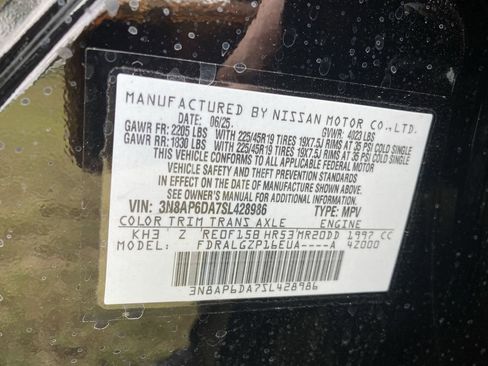 MANUFACTURED BY NISSAN MOTOR CO., LTD.
DATE: 06/25 GVWR: 4023 LBS
GAWR FR: 2205 LBS WITH 225/45R19 TIRES 19X7.5J RIMS AT 35 PSI COLD SINGLE
GAWR RR: 1830 LBS WITH 225/45R19 TIRES 19X7.5J RIMS AT 35 PSI COLD SINGLE
THIS VEHICLE CONFORMS TO ALL APPLICABLE FEDERAL MOTOR
VEHICLE SAFETY AND THEFT PREVENTION STANDARDS
IN EFFECT ON THE DATE OF MANUFACTURE SHOWN ABOVE.
SEE OWNER'S MANUAL FOR ADDITIONAL INFORMATION
VIN: 3N8AP6DA7SL428986 TYPE: MPV
COLOR TRIM TRANS AXLE ENGINE
KH3 Z RE0F15B HR53 MR20DD 1997 CC
MODEL: FDRALGZP16EUA----A 42000
3N8AP6DA7SL428986